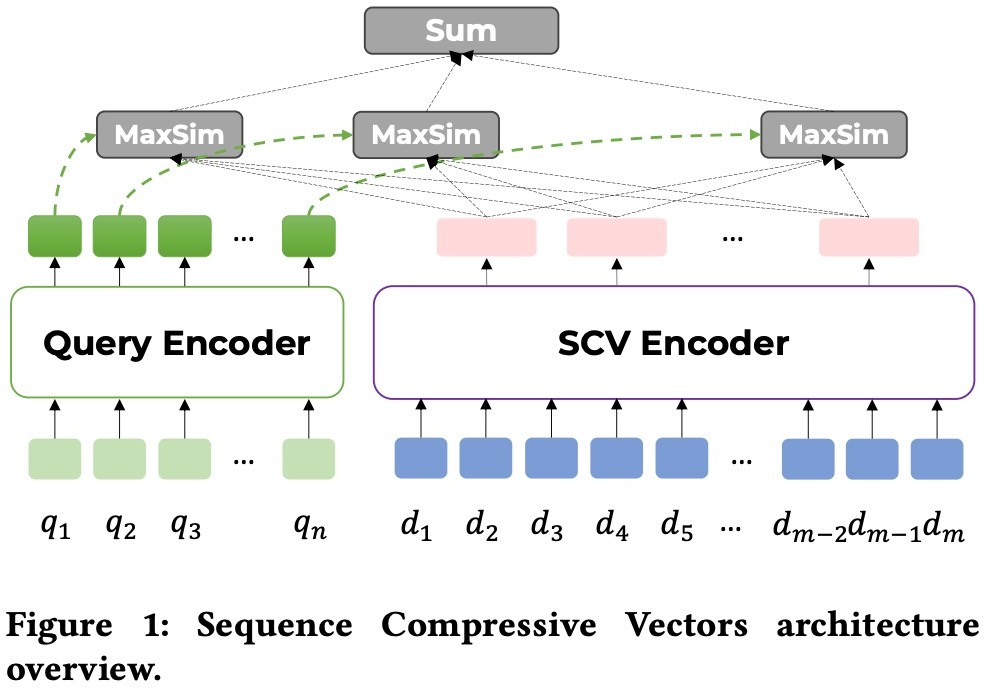 Sum
MaxSim MaxSim MaxSim
... ...
Query Encoder SCV Encoder
... ...
q₁ q₂ q₃ qₙ d₁ d₂ d₃ d₄ d₅ ... dₘ₋₂ dₘ₋₁ dₘ
Figure 1: Sequence Compressive Vectors architecture
overview.